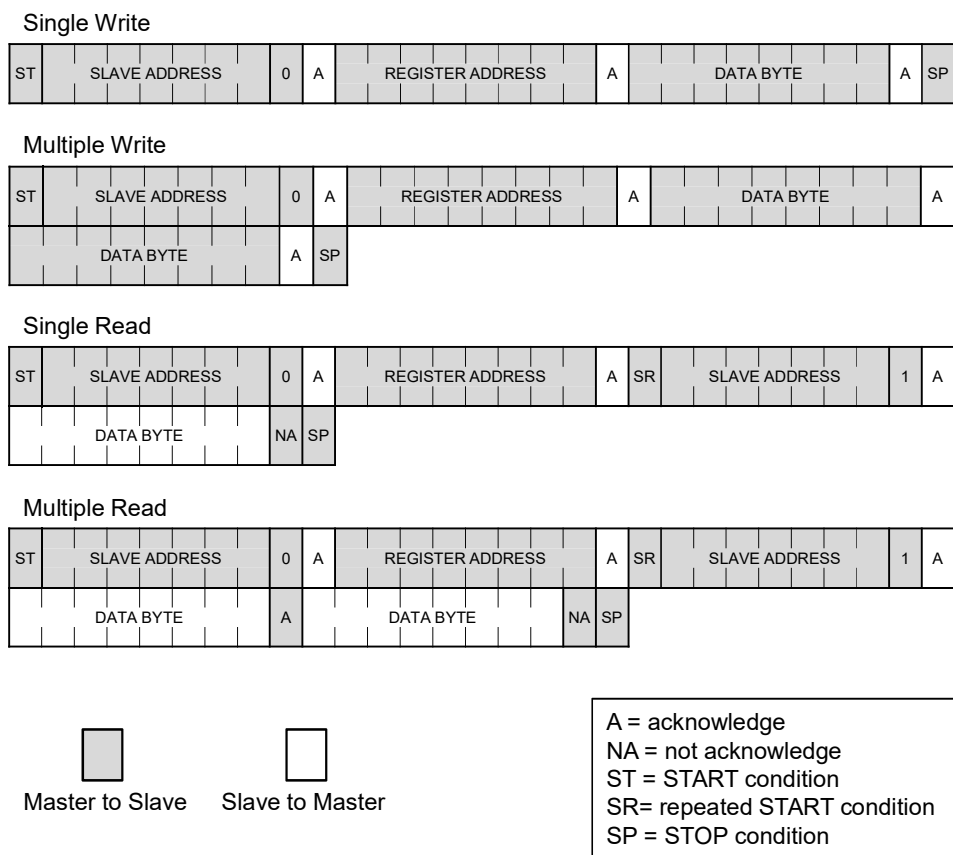 Single Write
ST SLAVE ADDRESS 0 A REGISTER ADDRESS A DATA BYTE A SP
Multiple Write
ST SLAVE ADDRESS 0 A REGISTER ADDRESS A DATA BYTE A
DATA BYTE A SP
Single Read
ST SLAVE ADDRESS 0 A REGISTER ADDRESS A SR SLAVE ADDRESS 1 A
DATA BYTE NA SP
Multiple Read
ST SLAVE ADDRESS 0 A REGISTER ADDRESS A SR SLAVE ADDRESS 1 A
DATA BYTE A DATA BYTE NA SP
Master to Slave Slave to Master
A = acknowledge
NA = not acknowledge
ST = START condition
SR= repeated START condition
SP = STOP condition